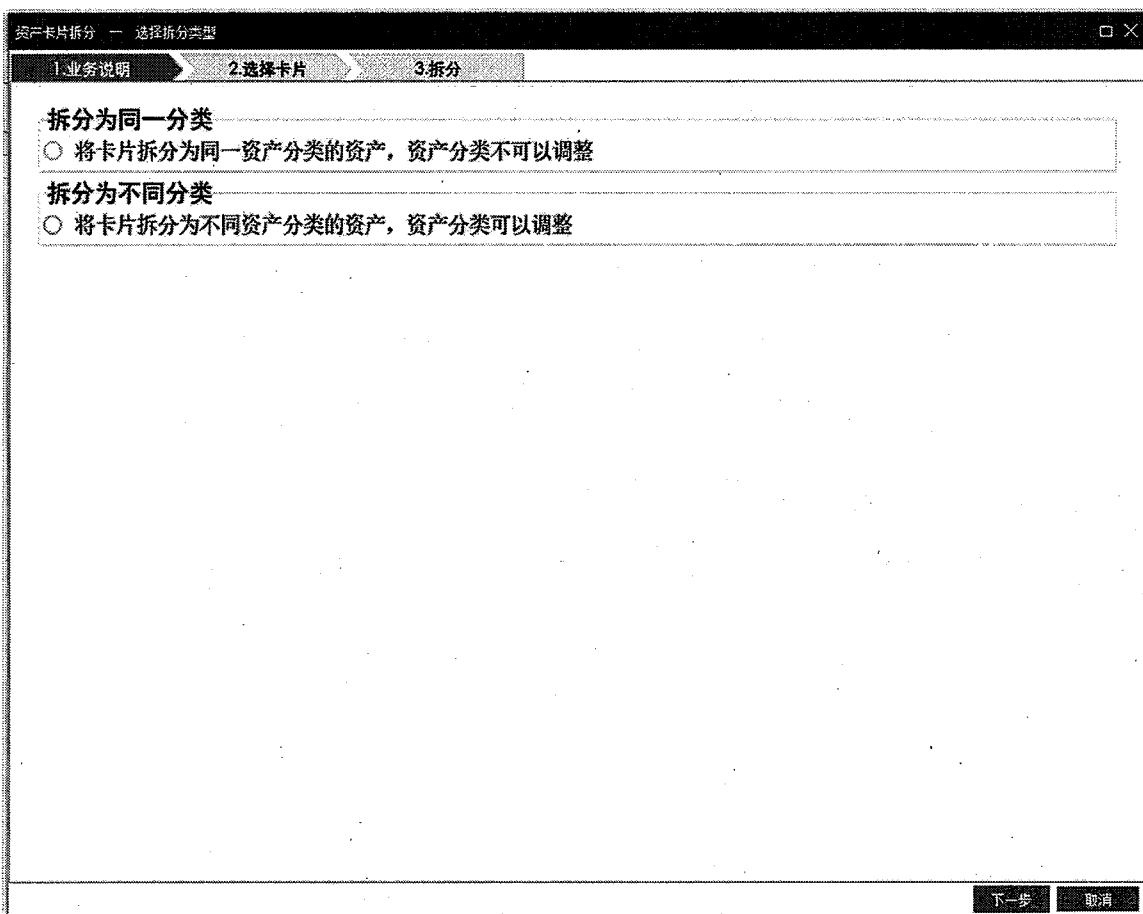 资产卡片拆分 — 选择拆分类型
1.业务说明 2.选择卡片 3.拆分
拆分为同一分类
将卡片拆分为同一资产分类的资产，资产分类不可以调整
拆分为不同分类
将卡片拆分为不同资产分类的资产，资产分类可以调整
下一步 取消